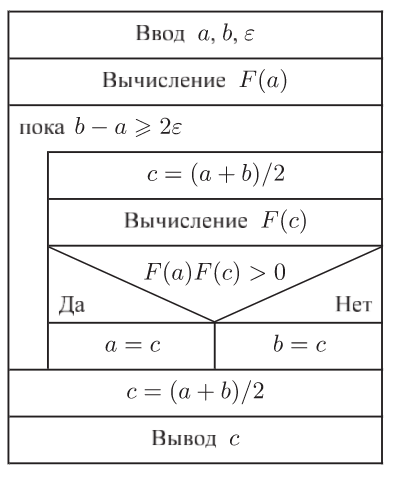 Ввод a, b, ε
Вычисление F(a)
пока b − a ⩾ 2ε
c = (a + b)/2
Вычисление F(c)
F(a)F(c) > 0
Да
Нет
a = c
b = c
c = (a + b)/2
Вывод c